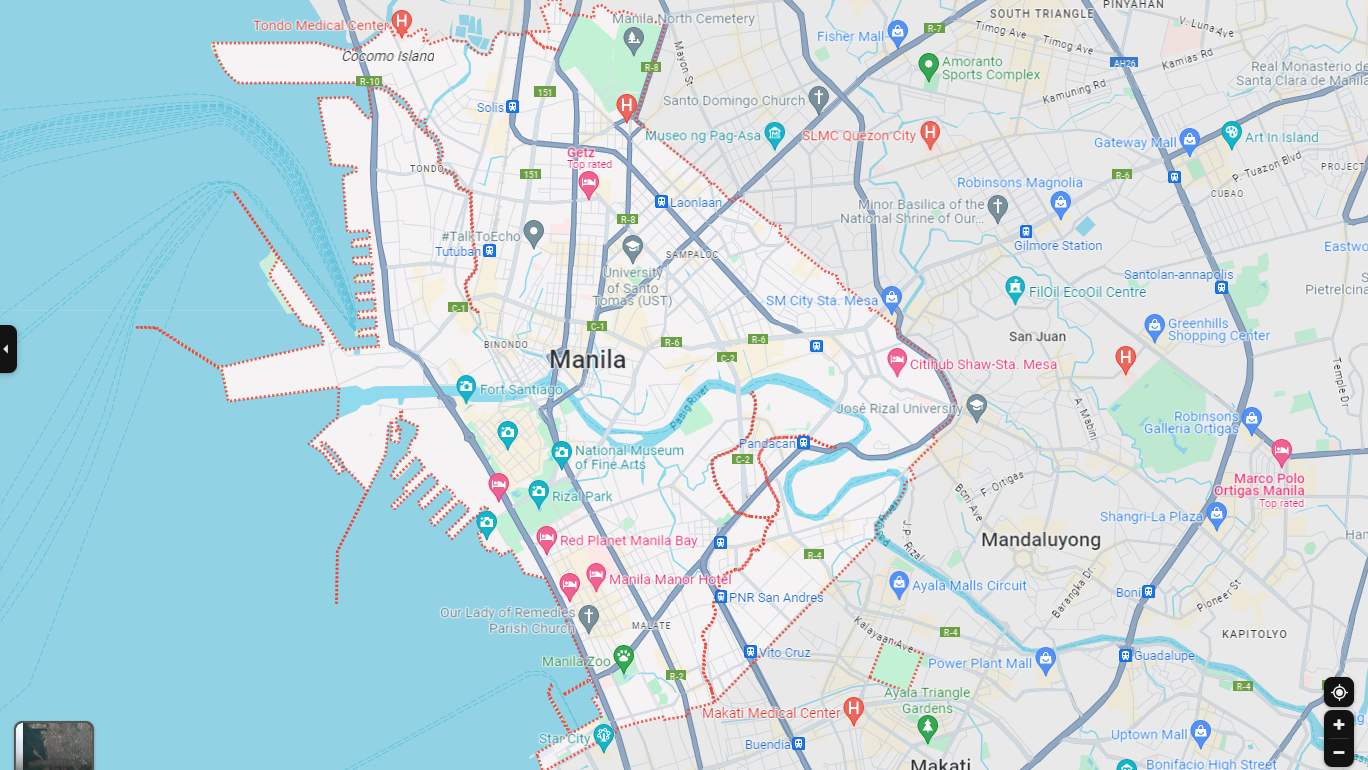 PINYAHAN
SOUTH TRIANGLE
Manila North Cemetery
Tondo Medical Center
R-7
V. Luna Ave
Timog Ave
Timog Ave
Fisher Mall
Cocomo Island
Mayon St
Kamias Rd
AH26
Amoranto
Sports Complex
Real Monasterio de
Santa Clara de Manila
R-8
R-10
151
Kamuning Rd
Santo Domingo Church
Solis
Museo ng Pag-Asa
SLMC Quezon City
Gateway Mall
Art In Island
Getz
Top rated
TONDO
151
P. Tuazon Blvd
PROJECT
R-6
Robinsons Magnolia
CUBAO
Laonlaan
Minor Basilica of the
National Shrine of Our...
R-8
#TalkToEcho
Tutuban
Gilmore Station
Eastwo
SAMPALOC
University
of Santo
Tomas (UST)
Santolan-annapolis
FilOil EcoOil Centre
Pietrelcina
SM City Sta. Mesa
C-1
C-1
Greenhills
Shopping Center
San Juan
R-6
R-6
BINONDO
Manila
C-2
Citihub Shaw-Sta. Mesa
Temple Dr
Fort Santiago
Pasig River
José Rizal University
A. Mabini
Robinsons
Galleria Ortigas
Pandacan
National Museum
of Fine Arts
C-2
Marco Polo
Ortigas Manila
Top rated
F. Ortigas
Boni Ave
Rizal Park
Shangri-La Plaza
J.P. Rizal
Red Planet Manila Bay
Mandaluyong
R-4
Manila Manor Hotel
Ayala Malls Circuit
Barangka Dr.
Boni
Pioneer St
PNR San Andres
Our Lady of Remedies
Parish Church
MALATE
Kalayaan Ave
R-4
KAPITOLYO
Vito Cruz
Manila Zoo
Power Plant Mall
Guadalupe
R-2
R-4
Ayala Triangle
Gardens
Makati Medical Center
Star City
Buendia
Uptown Mall
Makati
Bonifacio High Street